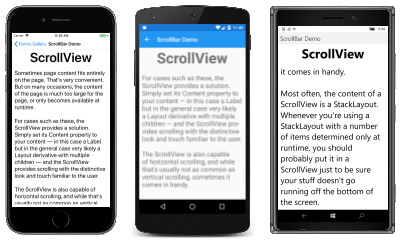 Forms Gallery ScrollBar Demo
ScrollView
Sometimes page content fits entirely
on the page. That's very convenient.
But on many occasions, the content
of the page is much too large for the
page, or only becomes available at
runtime.
For cases such as these, the
ScrollView provides a solution.
Simply set its Content property to
your content — in this case a Label
but in the general case very likely a
Layout derivative with multiple
children — and the ScrollView
provides scrolling with the distinctive
look and touch familiar to the user.
The ScrollView is also capable of
horizontal scrolling, and while
that's usually not as common as
ScrollBar Demo
ScrollView
For cases such as these, the
ScrollView provides a solution.
Simply set its Content property to
your content — in this case a Label
but in the general case very likely a
Layout derivative with multiple
children — and the ScrollView pro-
vides scrolling with the distinctive
look and touch familiar to the user.
The ScrollView is also capable
of horizontal scrolling, and while
that's usually not as common as
vertical scrolling, sometimes it
comes in handy.
ScrollBar Demo
ScrollView
it comes in handy.
Most often, the content of a
ScrollView is a StackLayout.
Whenever you're using a
StackLayout with a number
of items determined only at
runtime, you should
probably put it in a
ScrollView just to be sure
your stuff doesn't go
running off the bottom of
the screen.